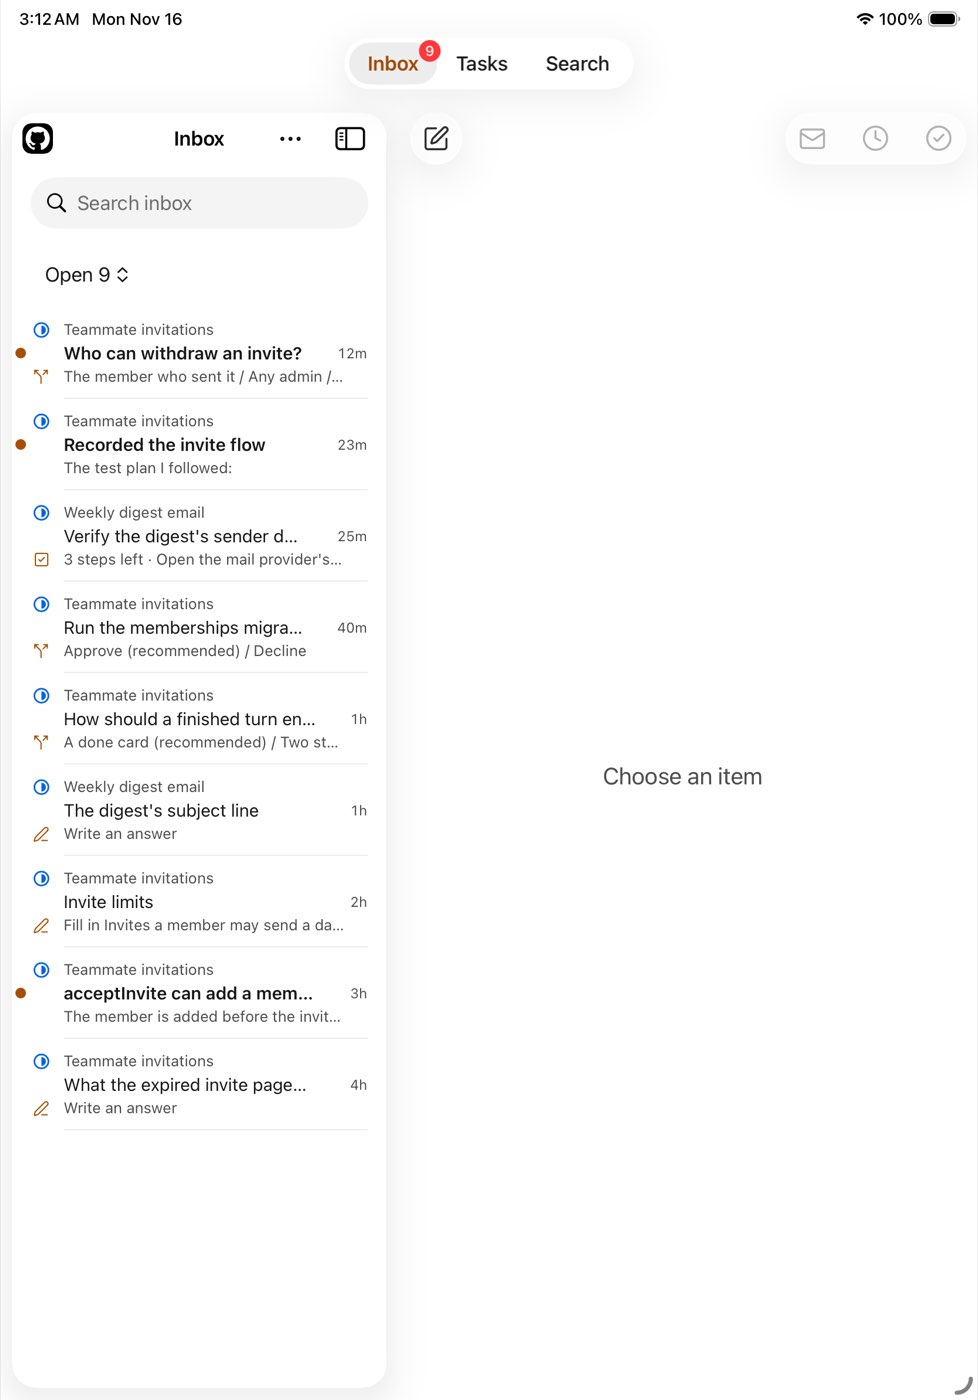 3:12 AM Mon Nov 16
100%
Inbox 9 Tasks Search
Inbox
Search inbox
Open 9
Teammate invitations
Who can withdraw an invite? 12m
The member who sent it / Any admin /...
Teammate invitations
Recorded the invite flow 23m
The test plan I followed:
Weekly digest email
Verify the digest's sender d... 25m
3 steps left · Open the mail provider's...
Teammate invitations
Run the memberships migra... 40m
Approve (recommended) / Decline
Teammate invitations
How should a finished turn en... 1h
A done card (recommended) / Two st...
Weekly digest email
The digest's subject line 1h
Write an answer
Teammate invitations
Invite limits 2h
Fill in Invites a member may send a da...
Teammate invitations
acceptInvite can add a mem... 3h
The member is added before the invit...
Teammate invitations
What the expired invite page... 4h
Write an answer
Choose an item